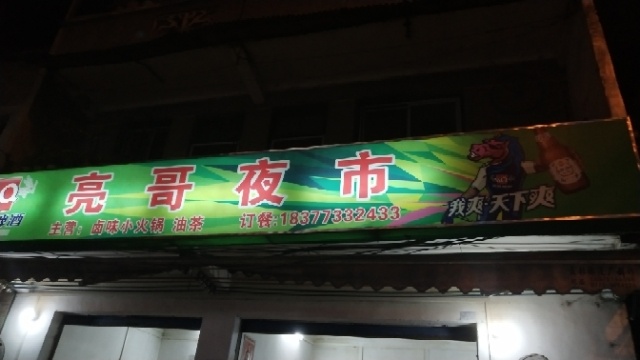 亮哥夜市
主营：卤味小火锅 油茶
订餐:18377332433
我爽 天下爽